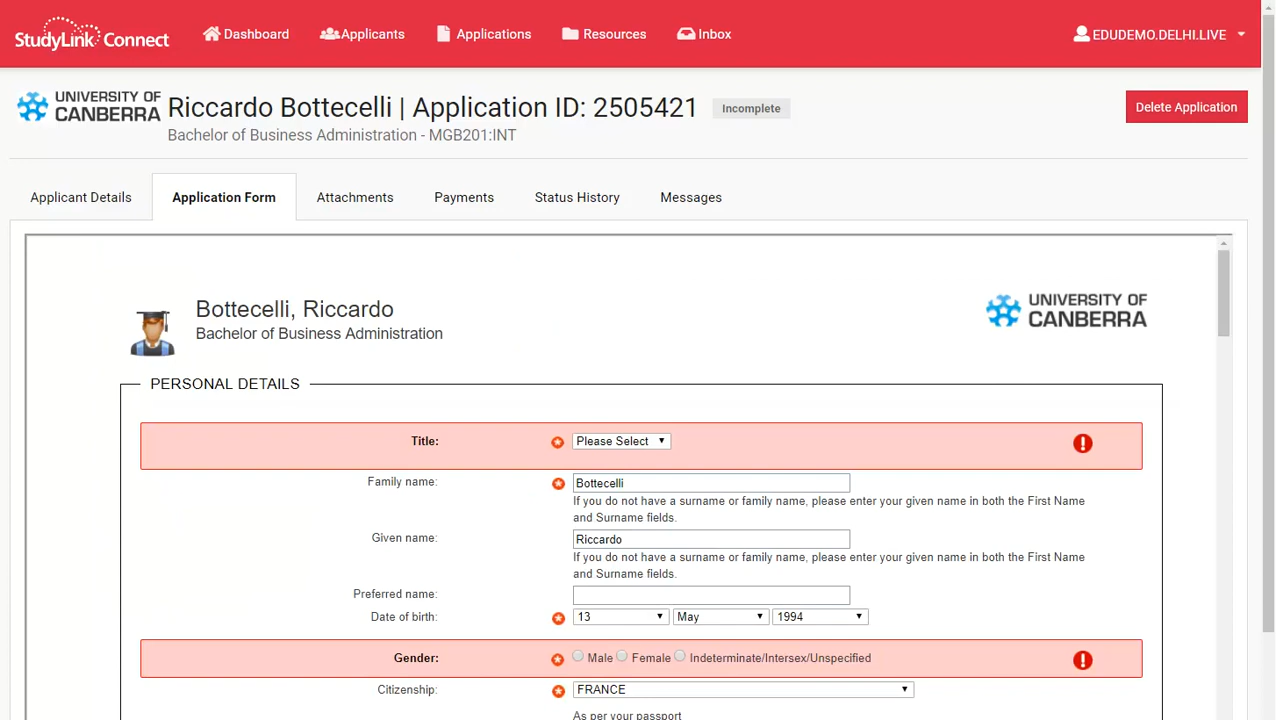 StudyLink Connect
Dashboard
Applicants
Applications
Resources
Inbox
EDUDEMO.DELHI.LIVE
UNIVERSITY OF
CANBERRA
Riccardo Bottecelli | Application ID: 2505421
Incomplete
Delete Application
Bachelor of Business Administration - MGB201:INT
Applicant Details
Application Form
Attachments
Payments
Status History
Messages
Bottecelli, Riccardo
Bachelor of Business Administration
UNIVERSITY OF
CANBERRA
PERSONAL DETAILS
Title:
Please Select
Family name:
Bottecelli
If you do not have a surname or family name, please enter your given name in both the First Name
and Surname fields.
Given name:
Riccardo
If you do not have a surname or family name, please enter your given name in both the First Name
and Surname fields.
Preferred name:
Date of birth:
13
May
1994
Gender:
Male
Female
Indeterminate/Intersex/Unspecified
Citizenship:
FRANCE
As per your passport